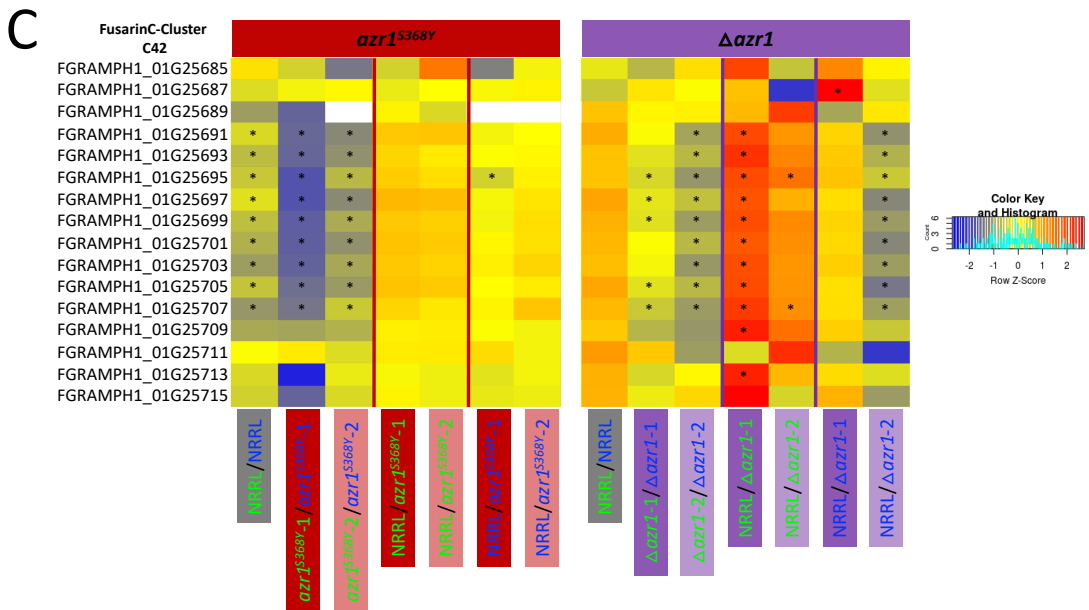 C
FusarinC-Cluster
C42
azr1S368Y
Δazr1
FGRAMPH1_01G25685
FGRAMPH1_01G25687
*
FGRAMPH1_01G25689
FGRAMPH1_01G25691
* * * * * *
FGRAMPH1_01G25693
* * * * * *
FGRAMPH1_01G25695
* * * * * * * * *
FGRAMPH1_01G25697
* * * * * * *
FGRAMPH1_01G25699
* * * * * * *
FGRAMPH1_01G25701
* * * * * *
FGRAMPH1_01G25703
* * * * * *
FGRAMPH1_01G25705
* * * * * * *
FGRAMPH1_01G25707
* * * * * * * *
FGRAMPH1_01G25709
*
FGRAMPH1_01G25711
FGRAMPH1_01G25713
*
FGRAMPH1_01G25715
NRRL/NRRL
azr1S368Y-1/azr1S368Y-1
azr1S368Y-2/azr1S368Y-2
NRRL/azr1S368Y-1
NRRL/azr1S368Y-2
NRRL/azr1S368Y-1
NRRL/azr1S368Y-2
NRRL/NRRL
Δazr1-1/Δazr1-1
Δazr1-2/Δazr1-2
NRRL/Δazr1-1
NRRL/Δazr1-2
NRRL/Δazr1-1
NRRL/Δazr1-2
Color Key
and Histogram
Count
0 3 6
-2 -1 0 1 2
Row Z-Score